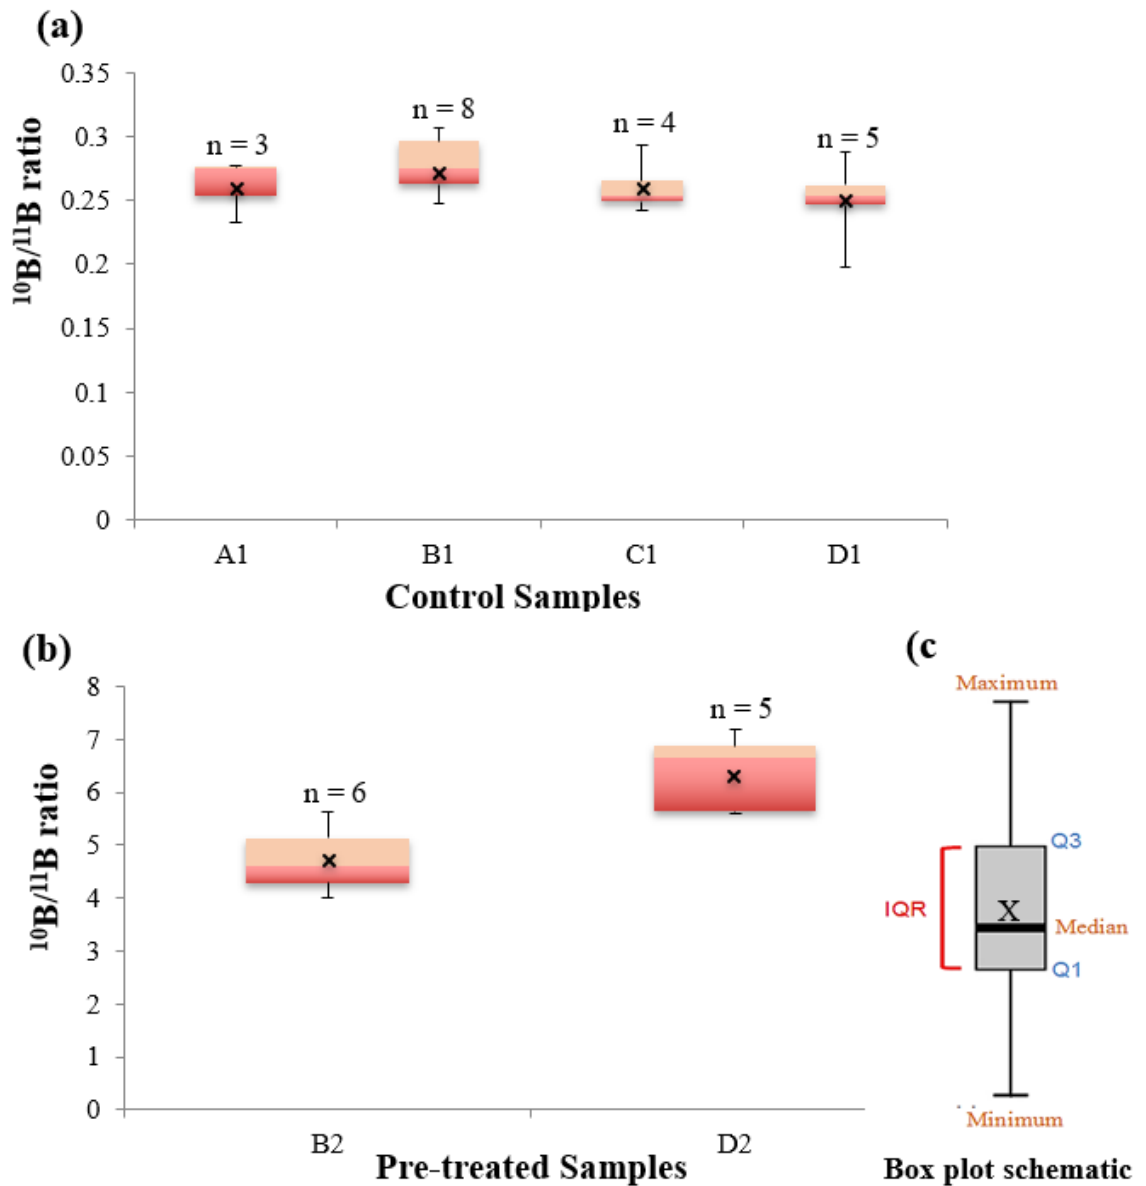 (a)
¹⁰B/¹¹B ratio
0.35
0.3
0.25
0.2
0.15
0.1
0.05
0
n = 3
n = 8
n = 4
n = 5
A1 B1 C1 D1
Control Samples
(b)
¹⁰B/¹¹B ratio
8
7
6
5
4
3
2
1
0
n = 6
n = 5
B2 D2
Pre-treated Samples
(c
Maximum
Q3
IQR
X
Median
Q1
Minimum
Box plot schematic